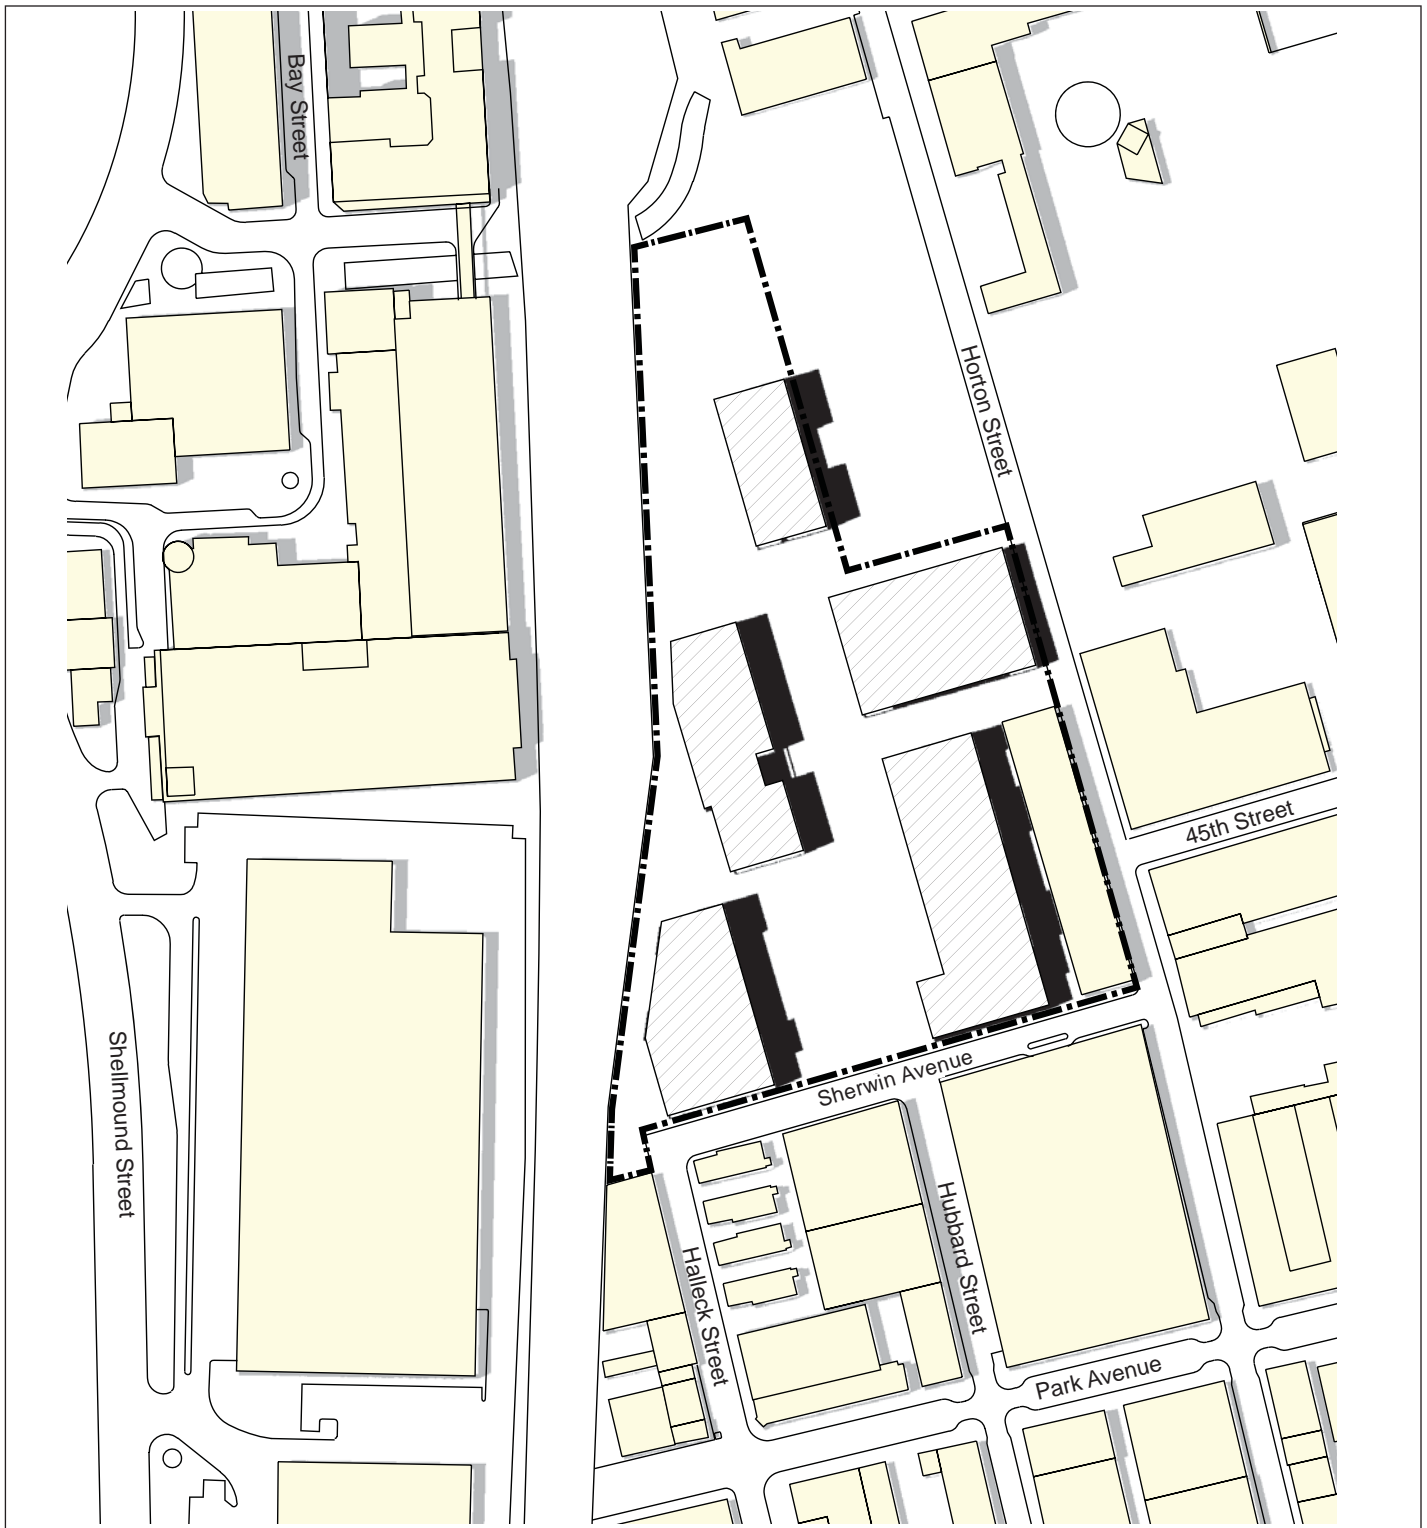 Bay Street
Horton Street
45th Street
Shellmound Street
Sherwin Avenue
Hubbard Street
Halleck Street
Park Avenue